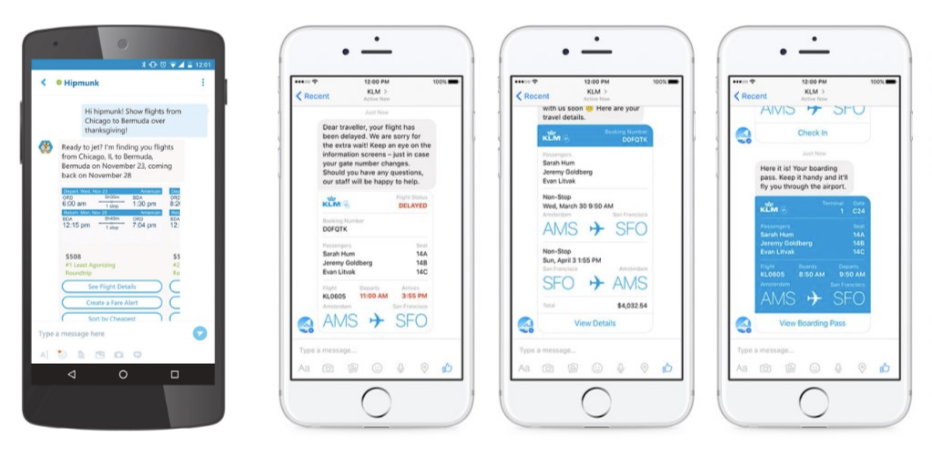 12:01
Hipmunk
Hi hipmunk! Show flights from
Chicago to Bermuda over
thanksgiving!
Ready to jet? I'm finding you flights
from Chicago, IL to Bermuda,
Bermuda on November 23, coming
back on November 28
Depart: Wed, Nov 23 American
ORD BDA
6:00 am 1 stop 1:30 pm 8:2
Return: Mon, Nov 28 American
BDA ORD
12:15 pm 1 stop 7:04 pm 12:
$508 $5
#1 Least Agonizing
Roundtrip
See Flight Details
Create a Fare Alert
Sort by Cheapest
Type a message here
12:00 PM 100%
Recent
KLM
Active Now
Just Now
Dear traveller, your flight has
been delayed. We are sorry for
the extra wait! Keep an eye on the
information screens – just in case
your gate number changes.
Should you have any questions,
our staff will be happy to help.
KLM
Flight Status
DELAYED
Booking Number
D0FQTK
Passengers Seat
Sarah Hum 14A
Jeremy Goldberg 14B
Evan Litvak 14C
Flight Departs Arrives
KL0605 11:00 AM 3:55 PM
Amsterdam San Francisco
AMS SFO
Type a message...
Aa
12:00 PM 100%
Recent
KLM
Active Now
with us soon Here are your
travel details.
KLM
Booking Number
D0FQTK
Passengers
Sarah Hum
Jeremy Goldberg
Evan Litvak
Non-Stop
Wed, March 30 9:50 AM
Amsterdam San Francisco
AMS SFO
Non-Stop
Sun, April 3 1:55 PM
San Francisco Amsterdam
SFO AMS
Total $4,032.54
View Details
Type a message...
Aa
12:00 PM 100%
Recent
KLM
Active Now
AMS SFO
Check In
Just Now
Here it is! Your boarding
pass. Keep it handy and it'll
fly you through the airport.
KLM
Terminal Gate
1 C24
Passengers Seat
Sarah Hum 14A
Jeremy Goldberg 14B
Evan Litvak 14C
Flight Boards Departs
KL0605 8:50 AM 9:50 AM
Amsterdam San Francisco
AMS SFO
View Boarding Pass
Type a message...
Aa